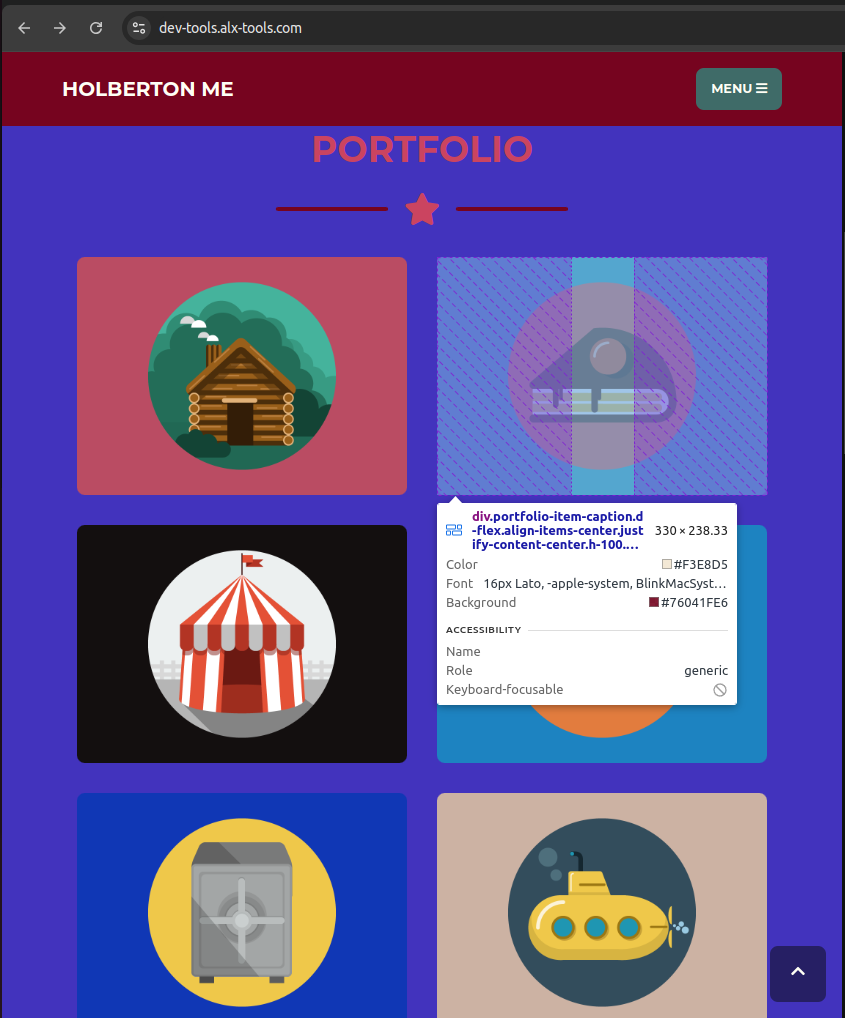 dev-tools.alx-tools.com
HOLBERTON ME
MENU
PORTFOLIO
div.portfolio-item-caption.d
-flex.align-items-center.just
ify-content-center.h-100.… 330 × 238.33
Color #F3E8D5
Font 16px Lato, -apple-system, BlinkMacSyst…
Background #76041FE6
ACCESSIBILITY
Name
Role generic
Keyboard-focusable